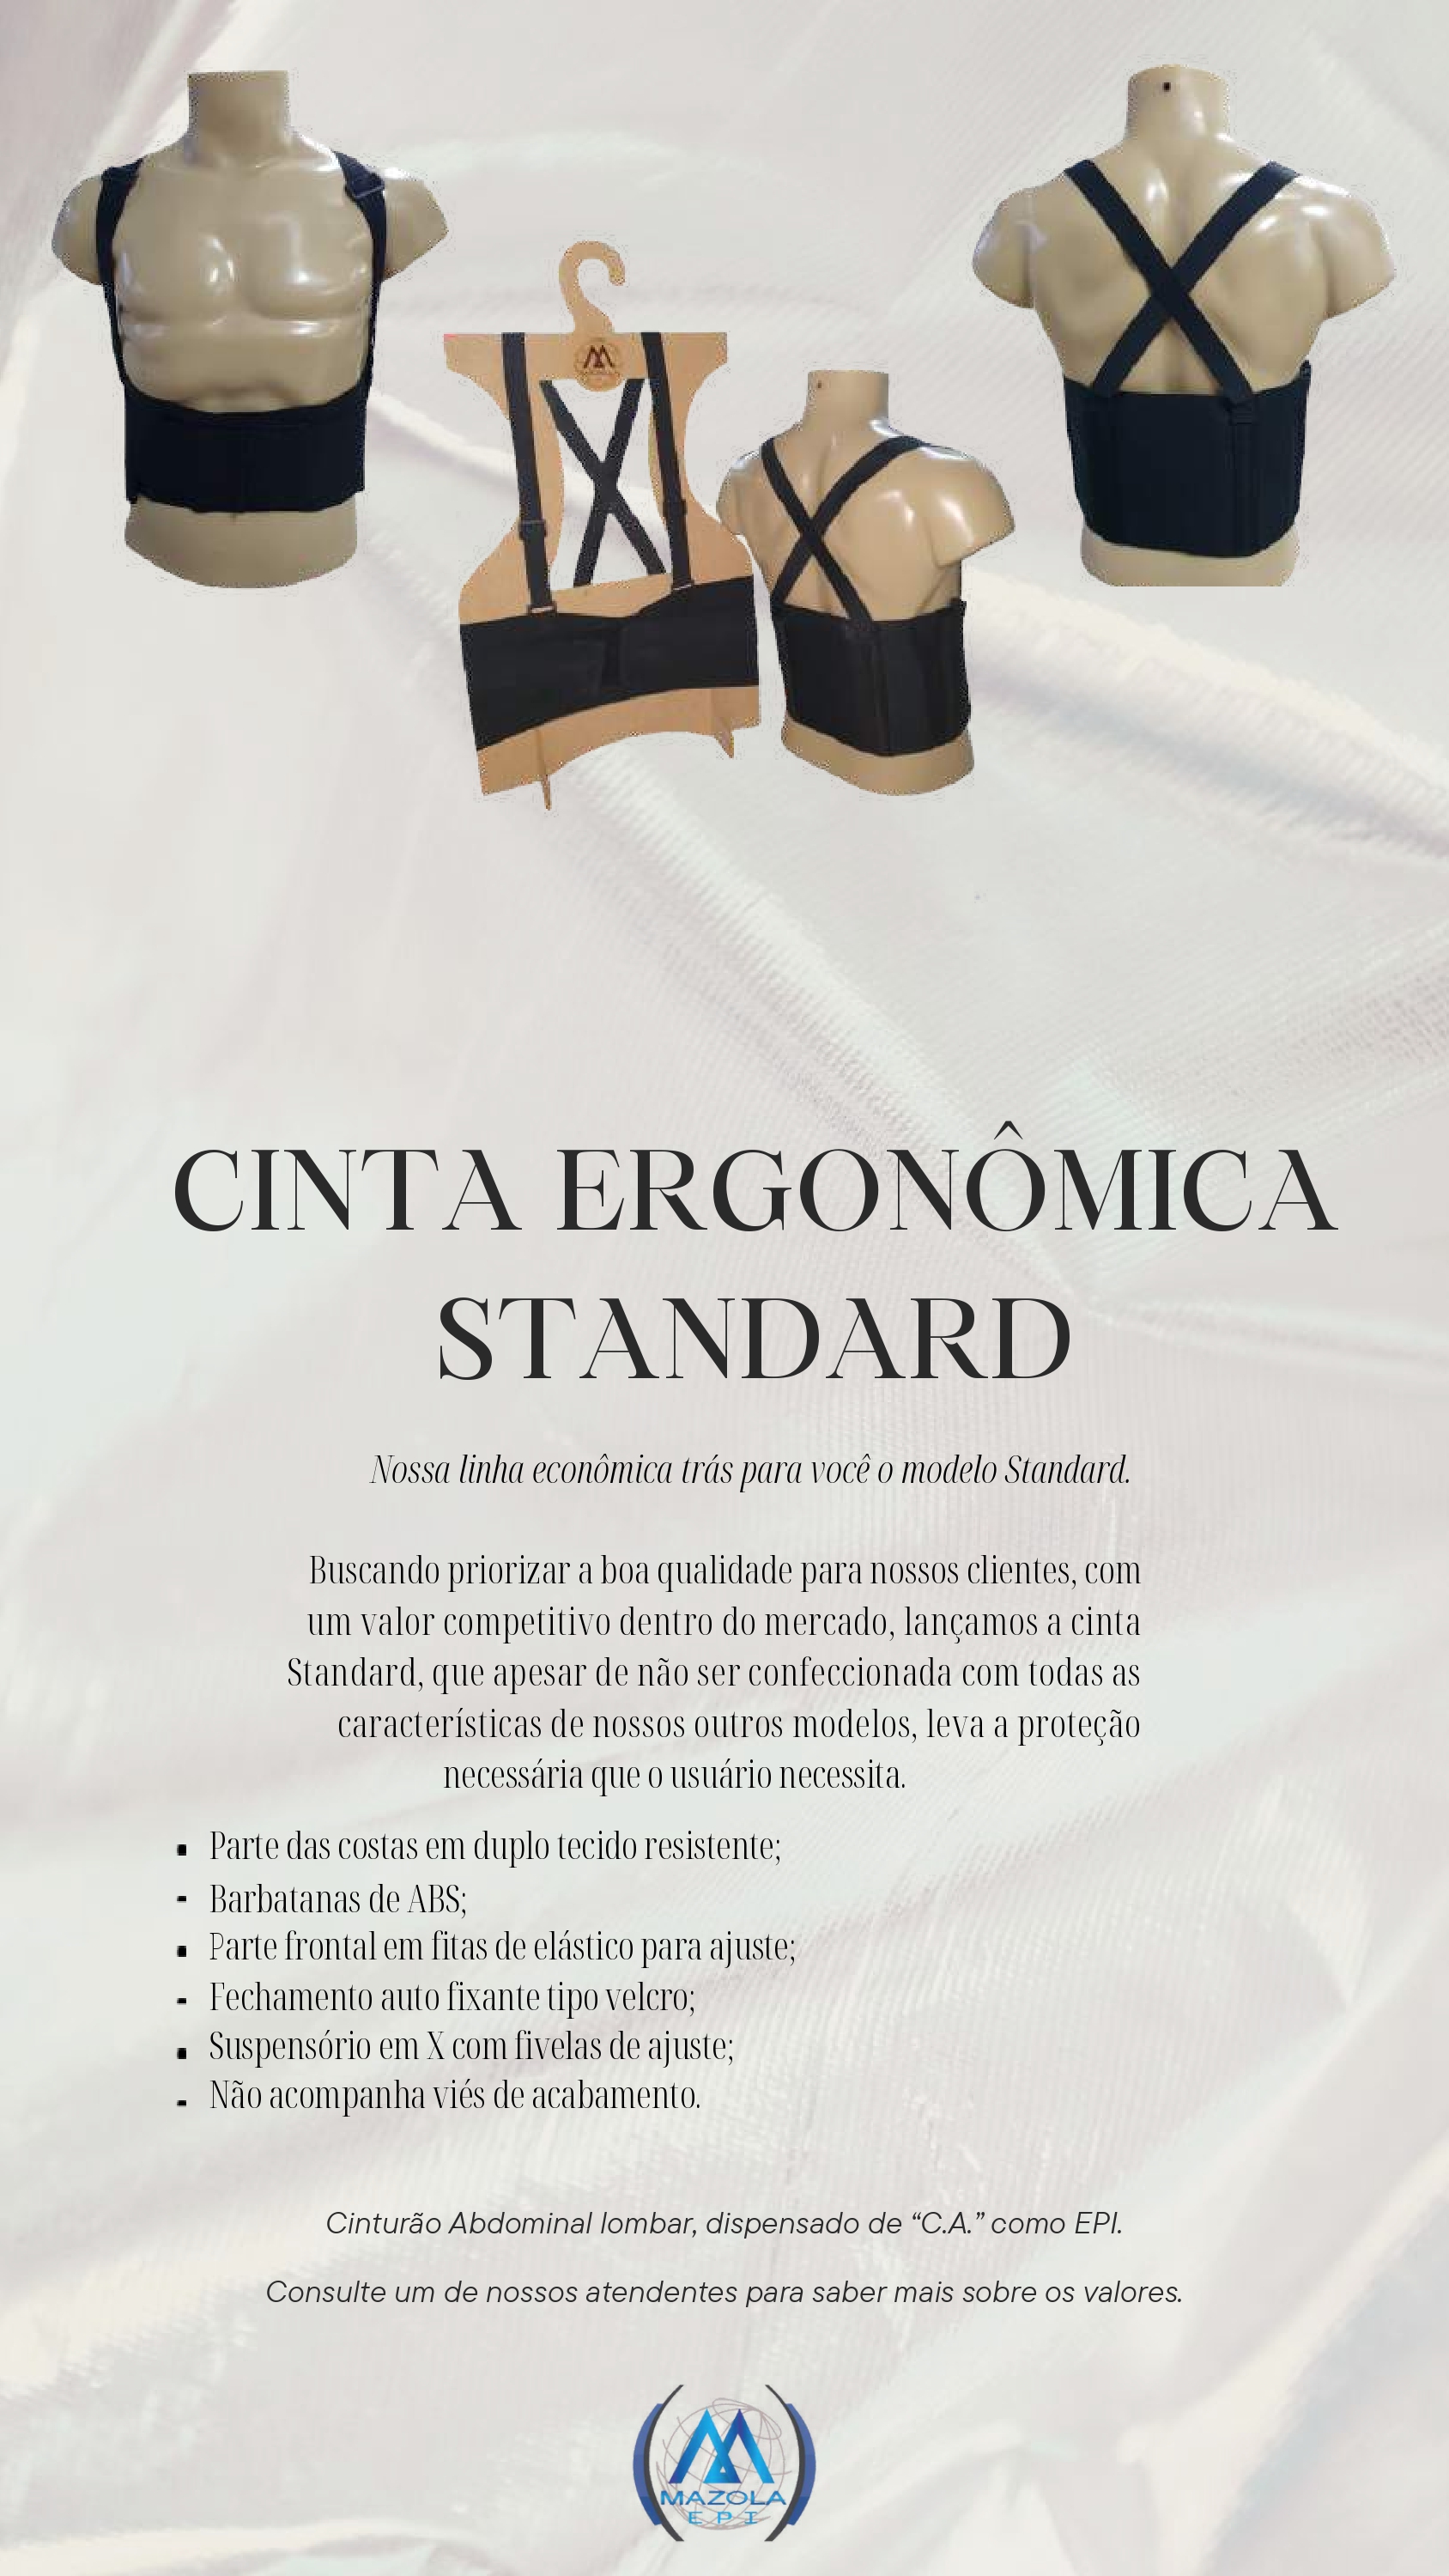 CINTA ERGONÔMICA
STANDARD
Nossa linha econômica trás para você o modelo Standard.
Buscando priorizar a boa qualidade para nossos clientes, com
um valor competitivo dentro do mercado, lançamos a cinta
Standard, que apesar de não ser confeccionada com todas as
características de nossos outros modelos, leva a proteção
necessária que o usuário necessita.
Parte das costas em duplo tecido resistente;
Barbatanas de ABS;
Parte frontal em fitas de elástico para ajuste;
Fechamento auto fixante tipo velcro;
Suspensório em X com fivelas de ajuste;
Não acompanha viés de acabamento.
Cinturão Abdominal lombar, dispensado de “C.A.” como EPI.
Consulte um de nossos atendentes para saber mais sobre os valores.
MAZOLA
EPI